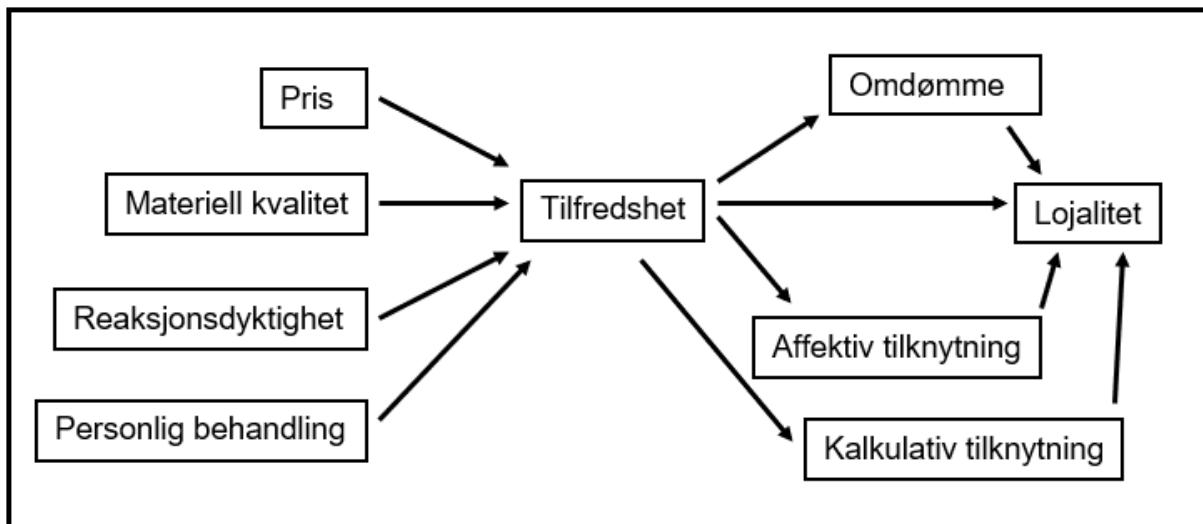 Pris
Materiell kvalitet
Reaksjonsdyktighet
Personlig behandling
Tilfredshet
Omdømme
Lojalitet
Affektiv tilknytning
Kalkulativ tilknytning